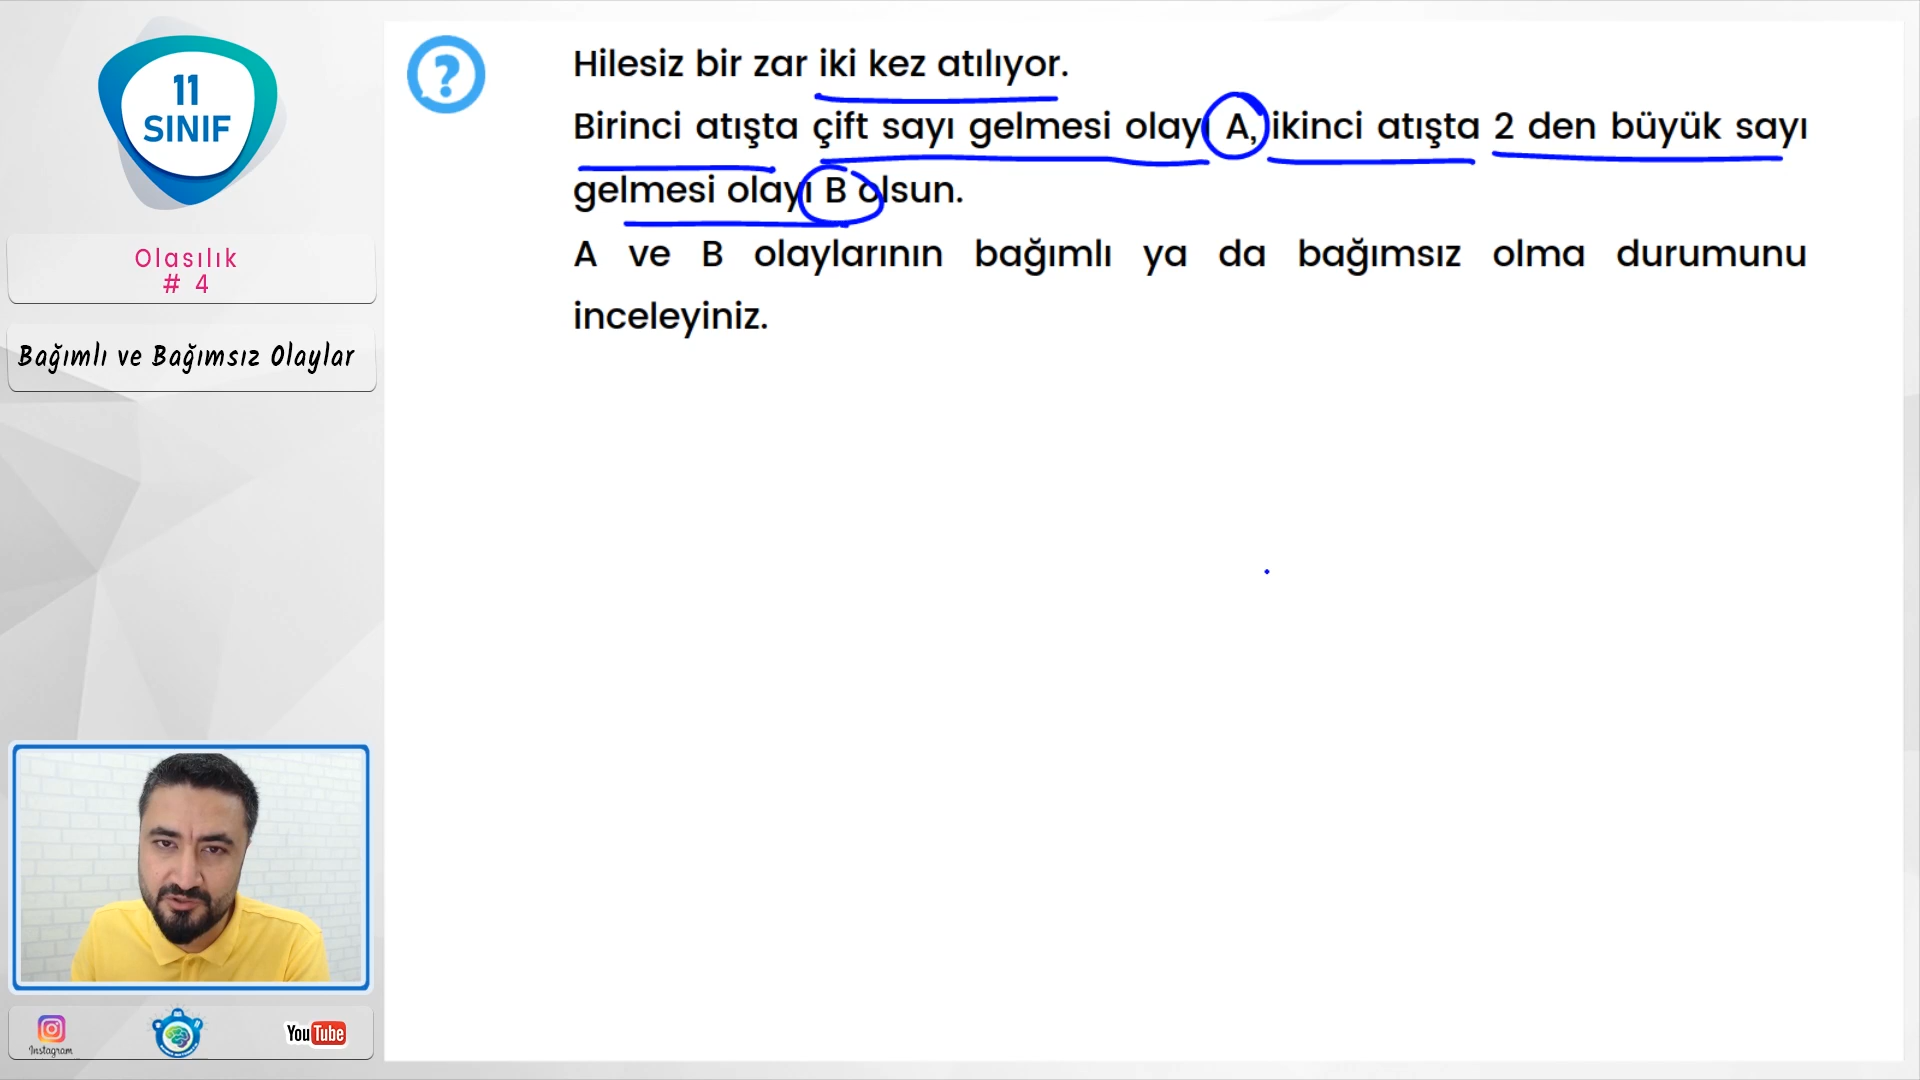 11
SINIF
Olasılık
# 4
Bağımlı ve Bağımsız Olaylar
Hilesiz bir zar iki kez atılıyor.
Birinci atışta çift sayı gelmesi olayı A, ikinci atışta 2 den büyük sayı
gelmesi olayı B olsun.
A ve B olaylarının bağımlı ya da bağımsız olma durumunu
inceleyiniz.
Instagram
YouTube